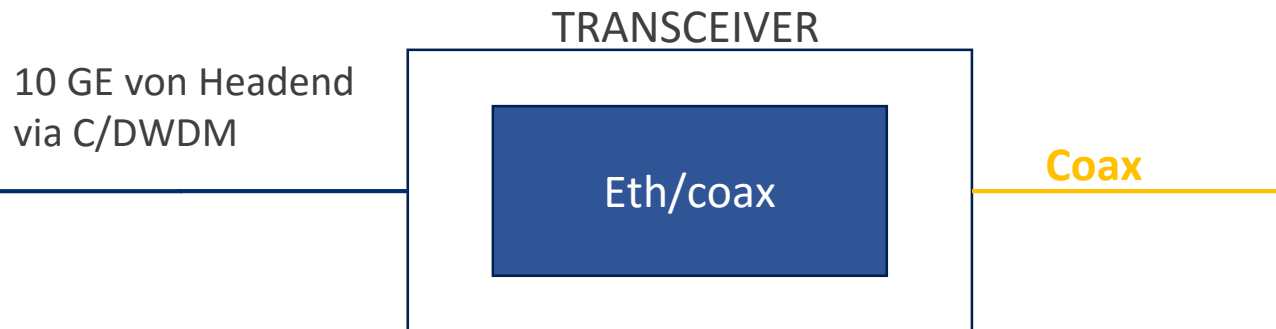 TRANSCEIVER
10 GE von Headend
via C/DWDM
Eth/coax
Coax